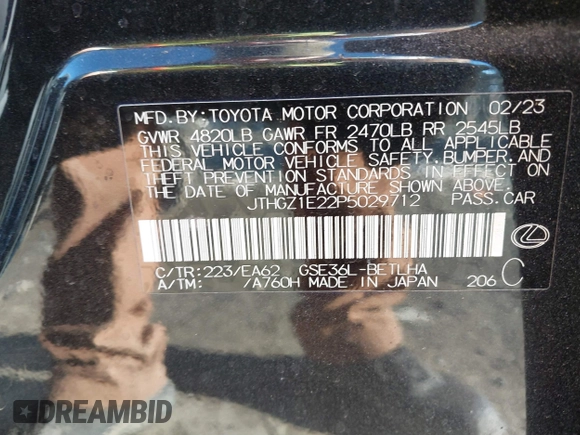 MFD.BY:TOYOTA MOTOR CORPORATION 02/23
GVWR 4820LB GAWR FR 2470LB RR 2545LB
THIS VEHICLE CONFORMS TO ALL APPLICABLE
FEDERAL MOTOR VEHICLE SAFETY,BUMPER,AND
THEFT PREVENTION STANDARDS IN EFFECT ON
THE DATE OF MANUFACTURE SHOWN ABOVE.
JTHGZ1E22P5029712 PASS.CAR
C/TR:223/EA62 GSE36L-BETLHA
A/TM: /A760H MADE IN JAPAN 206 C
DREAMBID